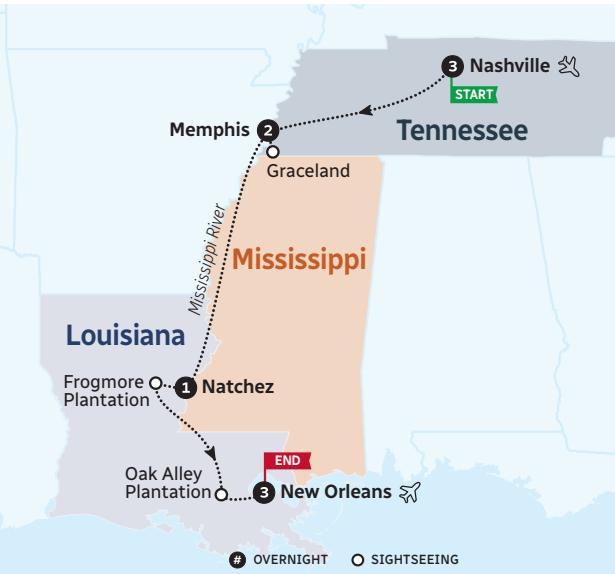 3 Nashville
START
Memphis 2
Tennessee
Graceland
Mississippi River
Mississippi
Louisiana
Frogmore
Plantation
1 Natchez
END
Oak Alley
Plantation
3 New Orleans
# OVERNIGHT SIGHTSEEING